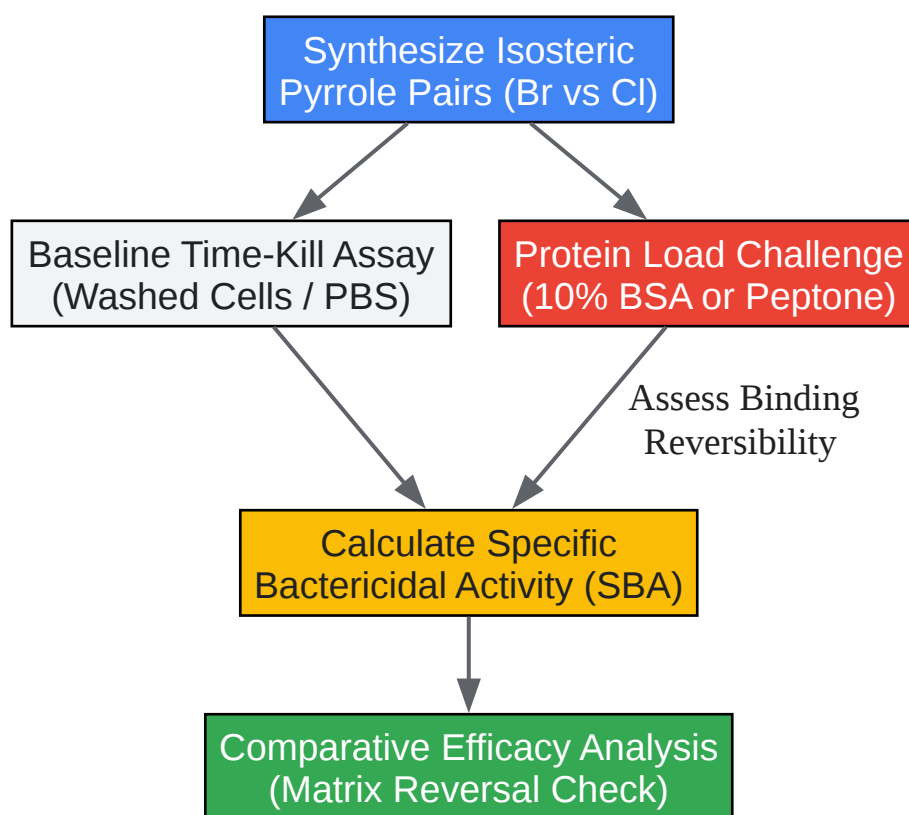 Synthesize Isosteric
Pyrrole Pairs (Br vs Cl)
Baseline Time-Kill Assay
(Washed Cells / PBS)
Protein Load Challenge
(10% BSA or Peptone)
Assess Binding
Reversibility
Calculate Specific
Bactericidal Activity (SBA)
Comparative Efficacy Analysis
(Matrix Reversal Check)